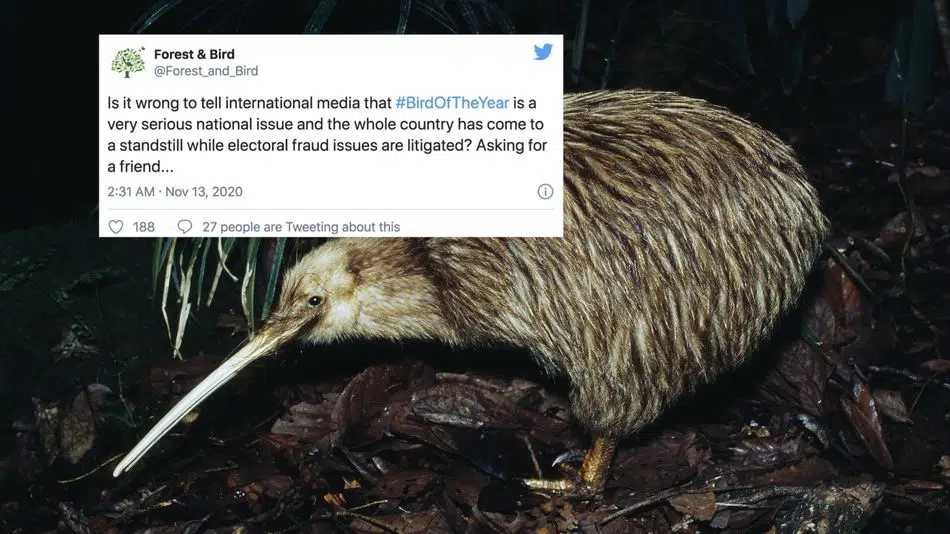 Forest & Bird
@Forest_and_Bird
Is it wrong to tell international media that #BirdOfTheYear is a
very serious national issue and the whole country has come to
a standstill while electoral fraud issues are litigated? Asking for
a friend...
2:31 AM · Nov 13, 2020
188 27 people are Tweeting about this